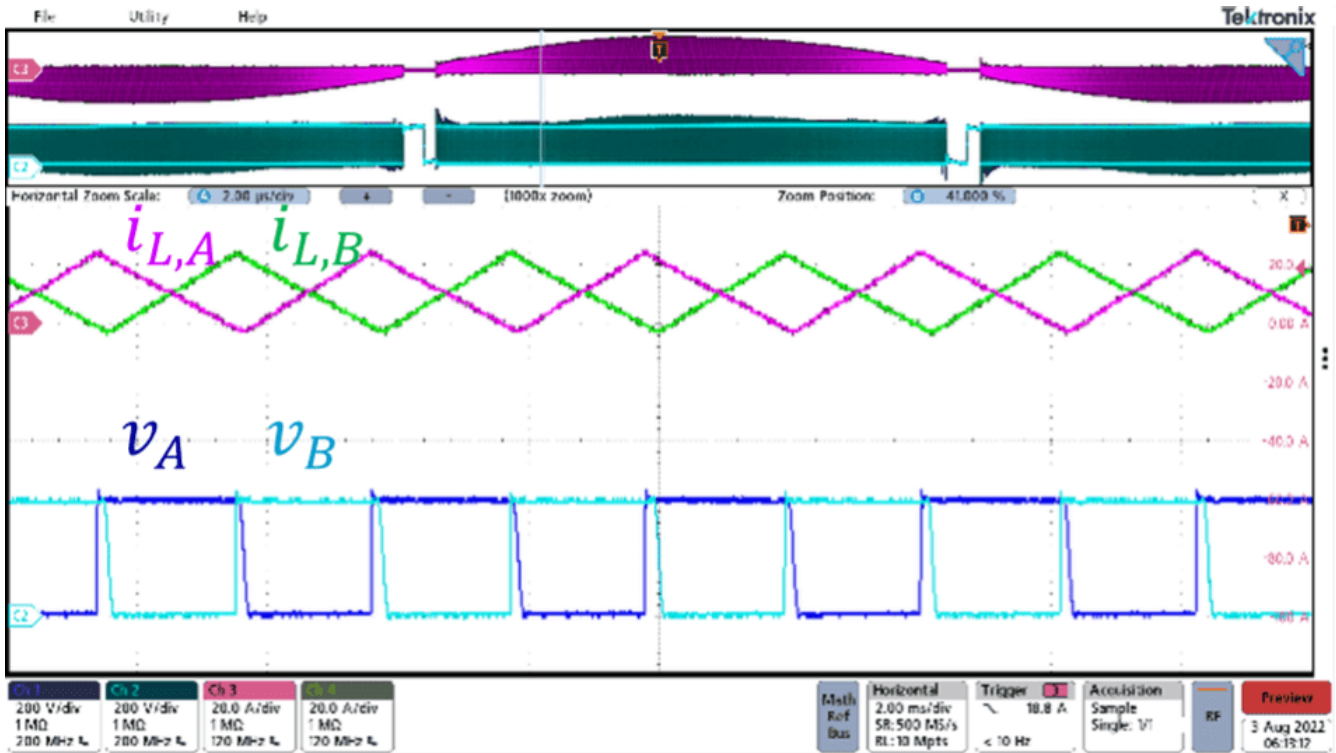 File Utility Help Tektronix
T
C3
C2
Horizontal Zoom Scale: 2.00 µs/div + - (1000x zoom) Zoom Position: 41.000 % X
i_{L,A} i_{L,B}
T
20.0 A
C3
0.00 A
-20.0 A
-40.0 A
v_A v_B
-80.0 A
C2
Ch 1 Ch 2 Ch 3 Ch 4
200 V/div 200 V/div 20.0 A/div 20.0 A/div
1 MΩ 1 MΩ 1 MΩ 1 MΩ
200 MHz 200 MHz 120 MHz 120 MHz
Math
Ref
Bus
Horizontal
2.00 ms/div
SR: 500 MS/s
RL: 10 Mpts
Trigger 3
18.8 A
< 10 Hz
Acquisition
Sample
Single: 1/1
RF
Preview
3 Aug 2022
06:13:12